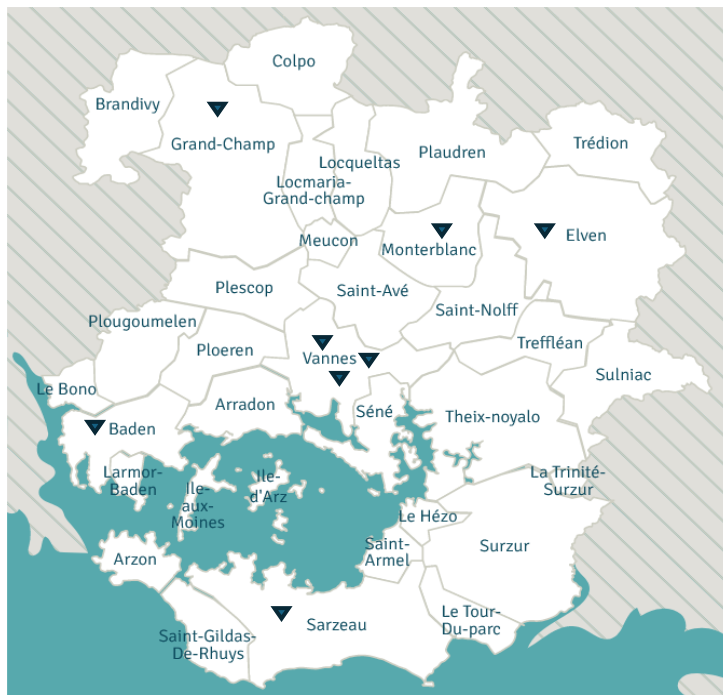 Colpo
Brandivy
Grand-Champ
Trédion
Plaudren
Locqueltas
Locmaria-
Grand-champ
Meucon
Monterblanc
Elven
Plescop
Saint-Avé
Saint-Nolff
Plougoumelen
Ploeren
Vannes
Treffléan
Sulniac
Le Bono
Arradon
Séné
Theix-noyalo
Baden
Larmor-
Baden
Ile-
aux-
Moines
Ile-
d'Arz
La Trinité-
Surzur
Le Hézo
Saint-
Armel
Surzur
Arzon
Le Tour-
Du-parc
Sarzeau
Saint-Gildas-
De-Rhuys